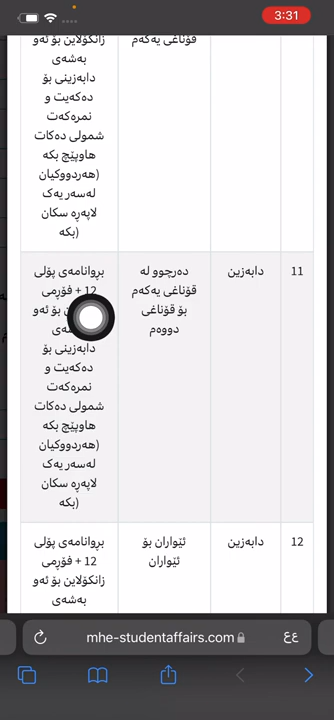 3:31
قۆناغی یەکەم
زانکۆلاین بۆ ئەو
بەشەی
دابەزینی بۆ
دەکەیت و
نمرەکەت
شمولی دەکات
هاوپێچ بکە
(هەردووکیان
لەسەر یەک
لاپەڕە سکان
بکە)
11
دابەزین
دەرچوو لە
قۆناغی یەکەم
بۆ قۆناغی
دووەم
بڕوانامەی پۆلی
12 + فۆڕمی
بۆ ئەو
دابەزینی بۆ
دەکەیت و
نمرەکەت
شمولی دەکات
هاوپێچ بکە
(هەردووکیان
لەسەر یەک
لاپەڕە سکان
بکە)
12
دابەزین
ئێواران بۆ
ئێواران
بڕوانامەی پۆلی
12 + فۆڕمی
زانکۆلاین بۆ ئەو
بەشەی
mhe-studentaffairs.com
ععـ